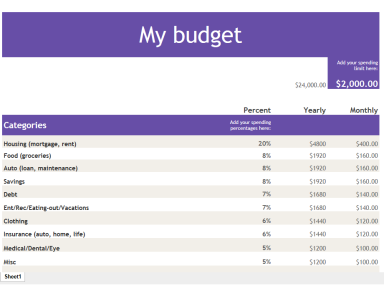 My budget
Add your spending
limit here:
$24,000.00 $2,000.00
Percent Yearly Monthly
Categories Add your spending
percentages here:
Housing (mortgage, rent) 20% $4800 $400.00
Food (groceries) 8% $1920 $160.00
Auto (loan, maintenance) 8% $1920 $160.00
Savings 8% $1920 $160.00
Debt 7% $1680 $140.00
Ent/Rec/Eating-out/Vacations 7% $1680 $140.00
Clothing 6% $1440 $120.00
Insurance (auto, home, life) 6% $1440 $120.00
Medical/Dental/Eye 5% $1200 $100.00
Misc 5% $1200 $100.00
Sheet1